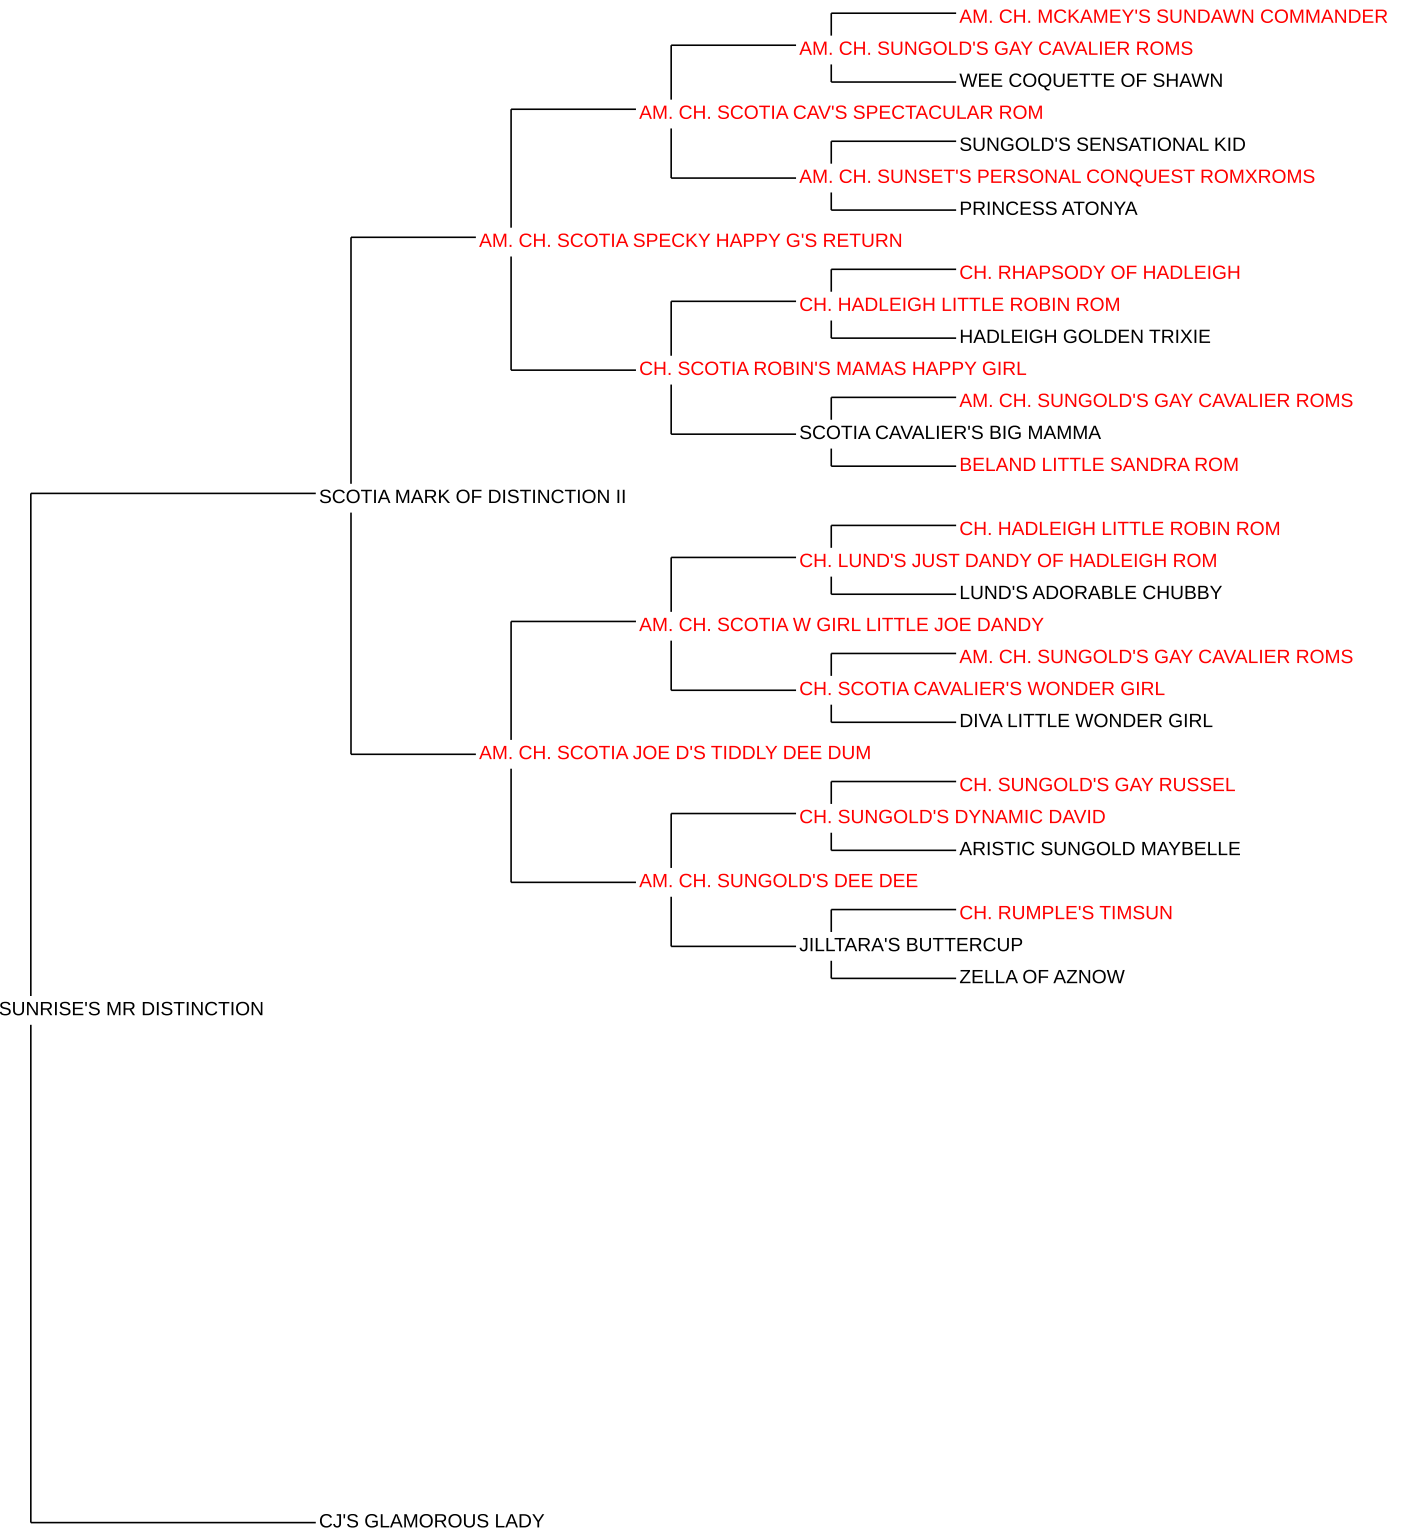 AM. CH. MCKAMEY'S SUNDAWN COMMANDER
AM. CH. SUNGOLD'S GAY CAVALIER ROMS
WEE COQUETTE OF SHAWN
AM. CH. SCOTIA CAV'S SPECTACULAR ROM
SUNGOLD'S SENSATIONAL KID
AM. CH. SUNSET'S PERSONAL CONQUEST ROMXROMS
PRINCESS ATONYA
AM. CH. SCOTIA SPECKY HAPPY G'S RETURN
CH. RHAPSODY OF HADLEIGH
CH. HADLEIGH LITTLE ROBIN ROM
HADLEIGH GOLDEN TRIXIE
CH. SCOTIA ROBIN'S MAMAS HAPPY GIRL
AM. CH. SUNGOLD'S GAY CAVALIER ROMS
SCOTIA CAVALIER'S BIG MAMMA
BELAND LITTLE SANDRA ROM
SCOTIA MARK OF DISTINCTION II
CH. HADLEIGH LITTLE ROBIN ROM
CH. LUND'S JUST DANDY OF HADLEIGH ROM
LUND'S ADORABLE CHUBBY
AM. CH. SCOTIA W GIRL LITTLE JOE DANDY
AM. CH. SUNGOLD'S GAY CAVALIER ROMS
CH. SCOTIA CAVALIER'S WONDER GIRL
DIVA LITTLE WONDER GIRL
AM. CH. SCOTIA JOE D'S TIDDLY DEE DUM
CH. SUNGOLD'S GAY RUSSEL
CH. SUNGOLD'S DYNAMIC DAVID
ARISTIC SUNGOLD MAYBELLE
AM. CH. SUNGOLD'S DEE DEE
CH. RUMPLE'S TIMSUN
JILLTARA'S BUTTERCUP
ZELLA OF AZNOW
SUNRISE'S MR DISTINCTION
CJ'S GLAMOROUS LADY